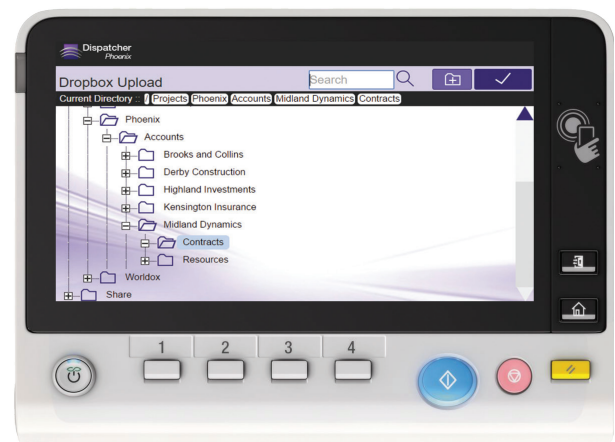 Dispatcher
Phoenix
Dropbox Upload Search
Current Directory :: / Projects Phoenix Accounts Midland Dynamics Contracts
Phoenix
Accounts
Brooks and Collins
Derby Construction
Highland Investments
Kensington Insurance
Midland Dynamics
Contracts
Resources
Worldox
Share
1 2 3 4